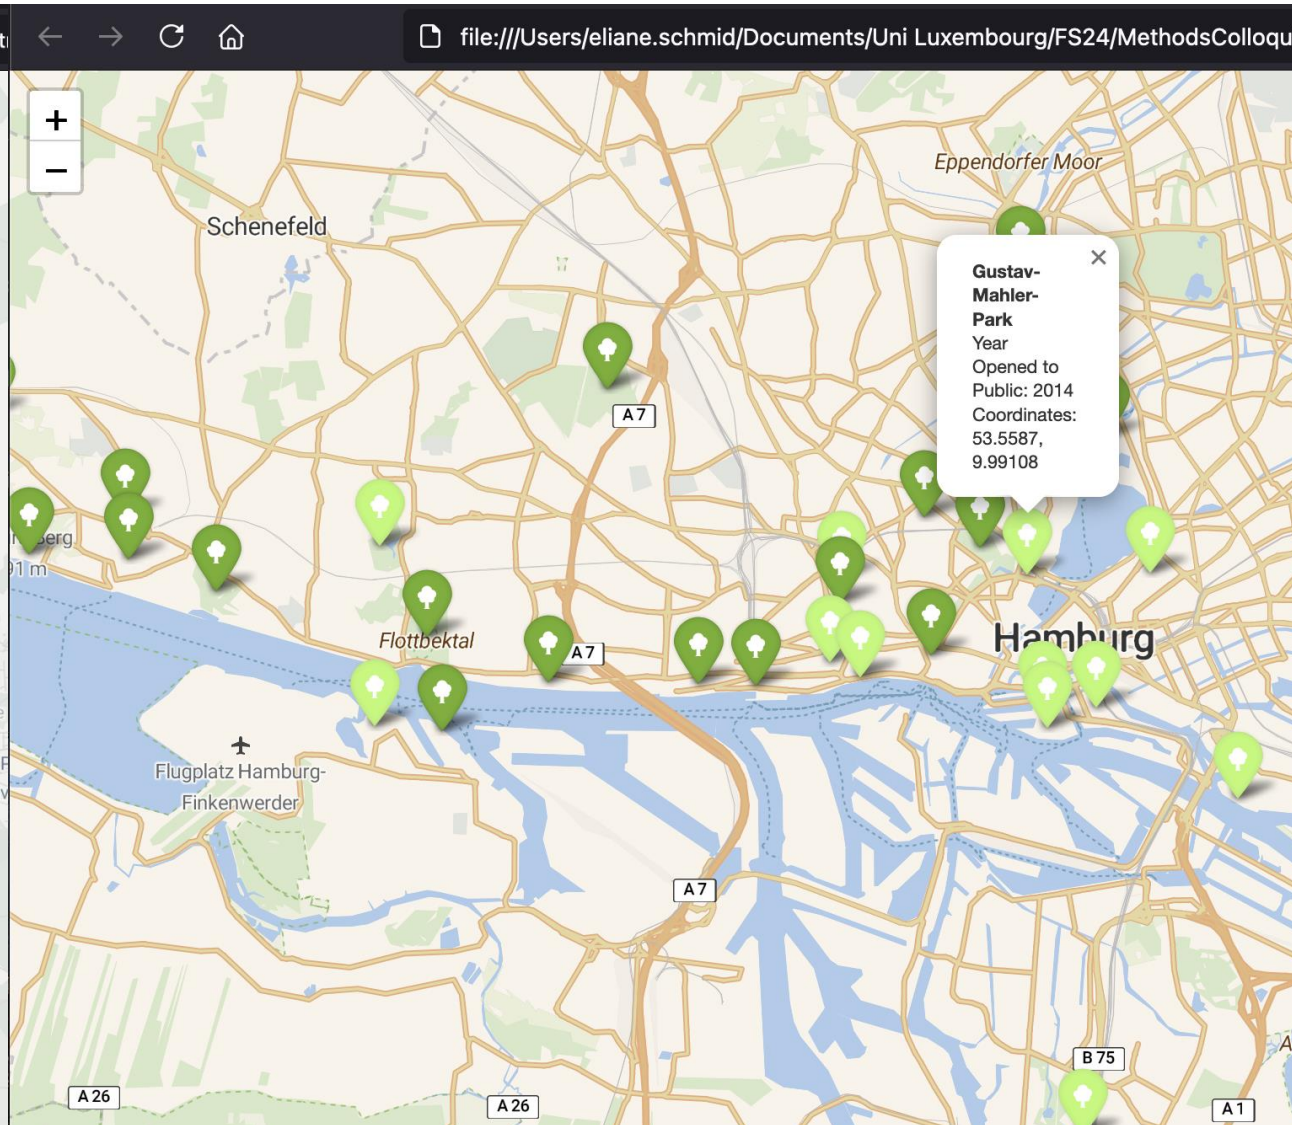 file:///Users/eliane.schmid/Documents/Uni Luxembourg/FS24/MethodsColloqu
+
−
Eppendorfer Moor
Schenefeld
Gustav-
Mahler-
Park
Year
Opened to
Public: 2014
Coordinates:
53.5587,
9.99108
A 7
91 m
Flottbektal
Hamburg
A 7
Flugplatz Hamburg-
Finkenwerder
A 7
B 75
A 26
A 26
A 1